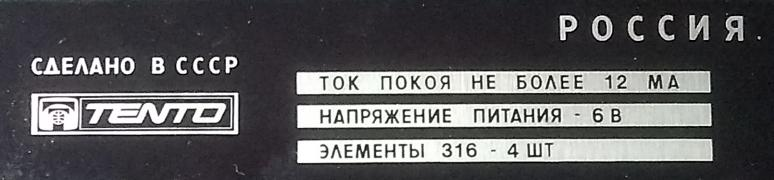 РОССИЯ.
СДЕЛАНО В СССР
TENTO
ТОК ПОКОЯ НЕ БОЛЕЕ 12 МА
НАПРЯЖЕНИЕ ПИТАНИЯ - 6 В
ЭЛЕМЕНТЫ 316 - 4 ШТ